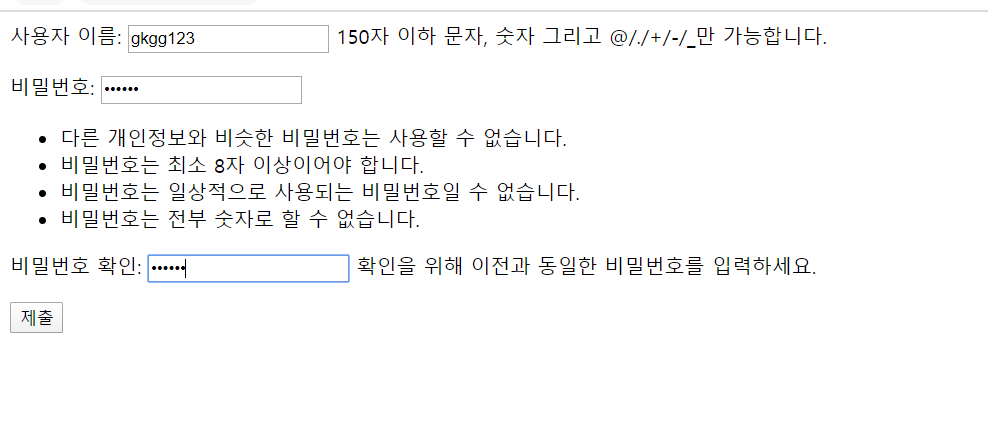 사용자 이름: gkgg123 150자 이하 문자, 숫자 그리고 @/./+/-/_만 가능합니다.
비밀번호: ••••••
• 다른 개인정보와 비슷한 비밀번호는 사용할 수 없습니다.
• 비밀번호는 최소 8자 이상이어야 합니다.
• 비밀번호는 일상적으로 사용되는 비밀번호일 수 없습니다.
• 비밀번호는 전부 숫자로 할 수 없습니다.
비밀번호 확인: •••••• 확인을 위해 이전과 동일한 비밀번호를 입력하세요.
제출